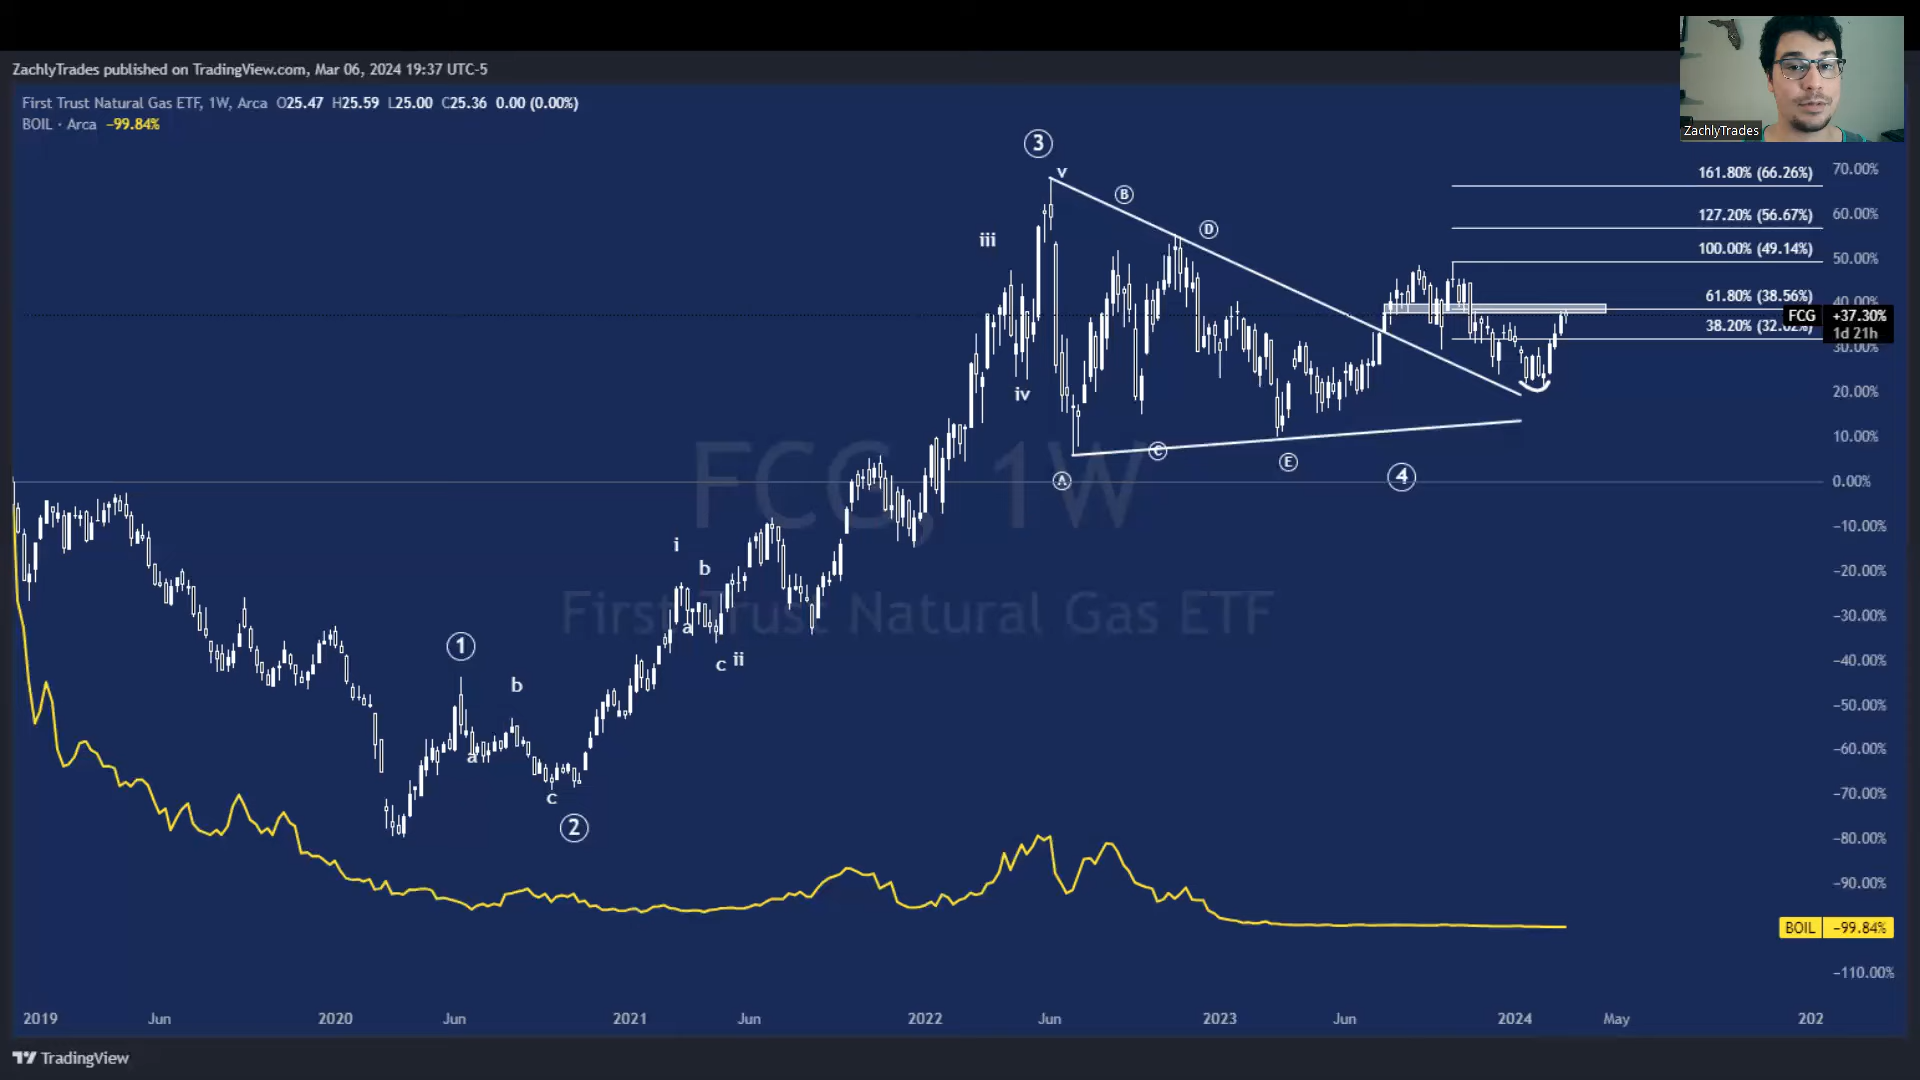 ZachlyTrades published on TradingView.com, Mar 06, 2024 19:37 UTC-5
ZachlyTrades
First Trust Natural Gas ETF, 1W, Arca O25.47 H25.59 L25.00 C25.36 0.00 (0.00%)
BOIL · Arca −99.84%
3
v
B
161.80% (66.26%)
70.00%
127.20% (56.67%)
60.00%
iii
D
100.00% (49.14%)
50.00%
61.80% (38.56%)
40.00%
FCG +37.30%
1d 21h
38.20% (32.02%)
30.00%
iv
20.00%
10.00%
C
E
A
4
0.00%
FCG, 1W
First Trust Natural Gas ETF
−10.00%
i
b
−20.00%
a
−30.00%
1
c ii
−40.00%
b
−50.00%
a
−60.00%
c
−70.00%
2
−80.00%
−90.00%
BOIL −99.84%
−110.00%
2019 Jun 2020 Jun 2021 Jun 2022 Jun 2023 Jun 2024 May 202
TradingView